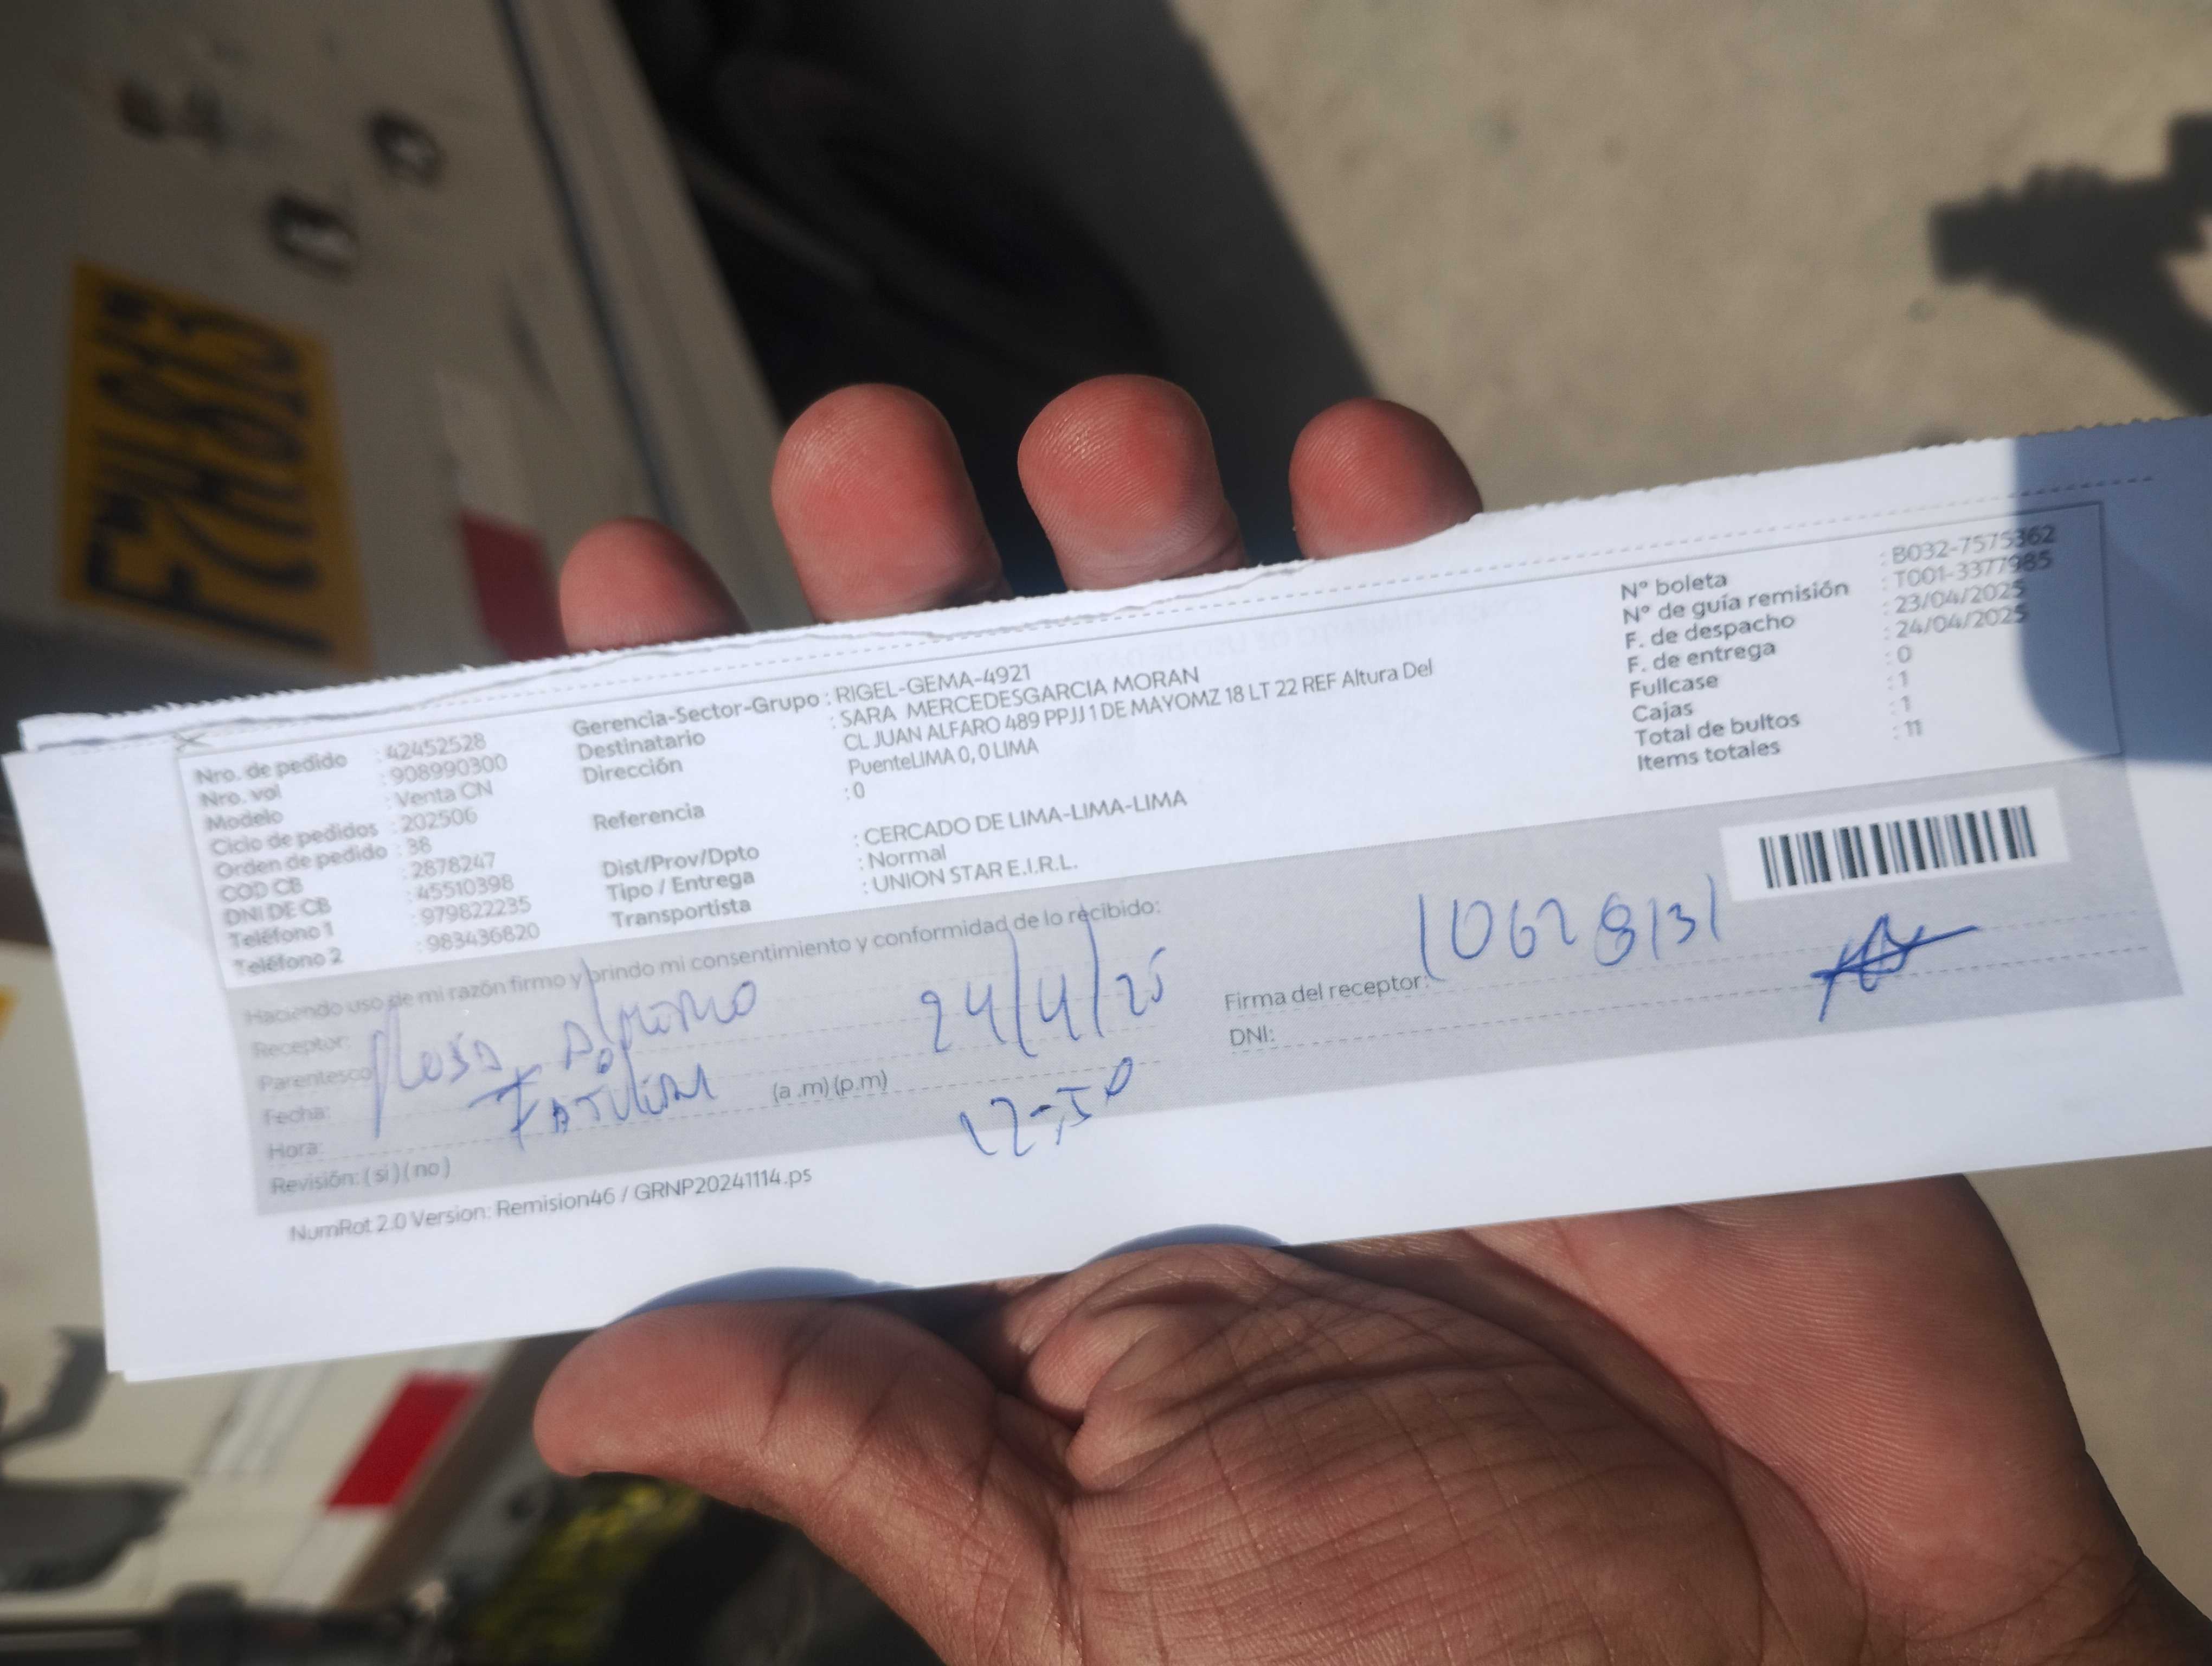 F7H-813
Nro. de pedido : 42452528
Nro. vol : 908990300
Modelo : Venta CN
Ciclo de pedidos : 202506
Orden de pedido : 38
COD CB : 2878247
DNI DE CB : 45510398
Teléfono 1 : 979822235
Teléfono 2 : 983436820
Gerencia-Sector-Grupo : RIGEL-GEMA-4921
Destinatario : SARA MERCEDESGARCIA MORAN
Dirección CL JUAN ALFARO 489 PPJJ 1 DE MAYOMZ 18 LT 22 REF Altura Del
PuenteLIMA 0, 0 LIMA
Referencia : 0
Dist/Prov/Dpto : CERCADO DE LIMA-LIMA-LIMA
Tipo / Entrega : Normal
Transportista : UNION STAR E.I.R.L.
N° boleta : B032-7575362
N° de guía remisión : T001-3377985
F. de despacho : 23/04/2025
F. de entrega : 24/04/2025
Fullcase : 0
Cajas : 1
Total de bultos : 1
Items totales : 11
Haciendo uso de mi razón firmo y brindo mi consentimiento y conformidad de lo recibido:
Receptor:
Parentesco
Fecha:
Hora:
(a.m) (p.m)
Revisión: ( si ) ( no )
24/4/25
12:50
Firma del receptor: 10628131
DNI:
NumRot 2.0 Version: Remision46 / GRNP20241114.ps